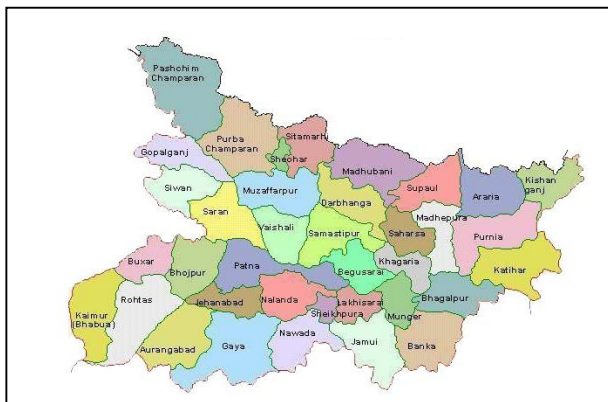 Pashchim
Champaran
Purba
Champaran
Sitamarhi
Sheohar
Gopalganj
Siwan
Muzaffarpur
Madhubani
Supaul
Araria
Kishan
ganj
Darbhanga
Saran
Vaishali
Samastipur
Saharsa
Madhepura
Purnia
Katihar
Khagaria
Begusarai
Buxar
Bhojpur
Patna
Bhagalpur
Kaimur
(Bhabua)
Rohtas
Jehanabad
Nalanda
Lakhisarai
Sheikhpura
Munger
Aurangabad
Gaya
Nawada
Jamui
Banka